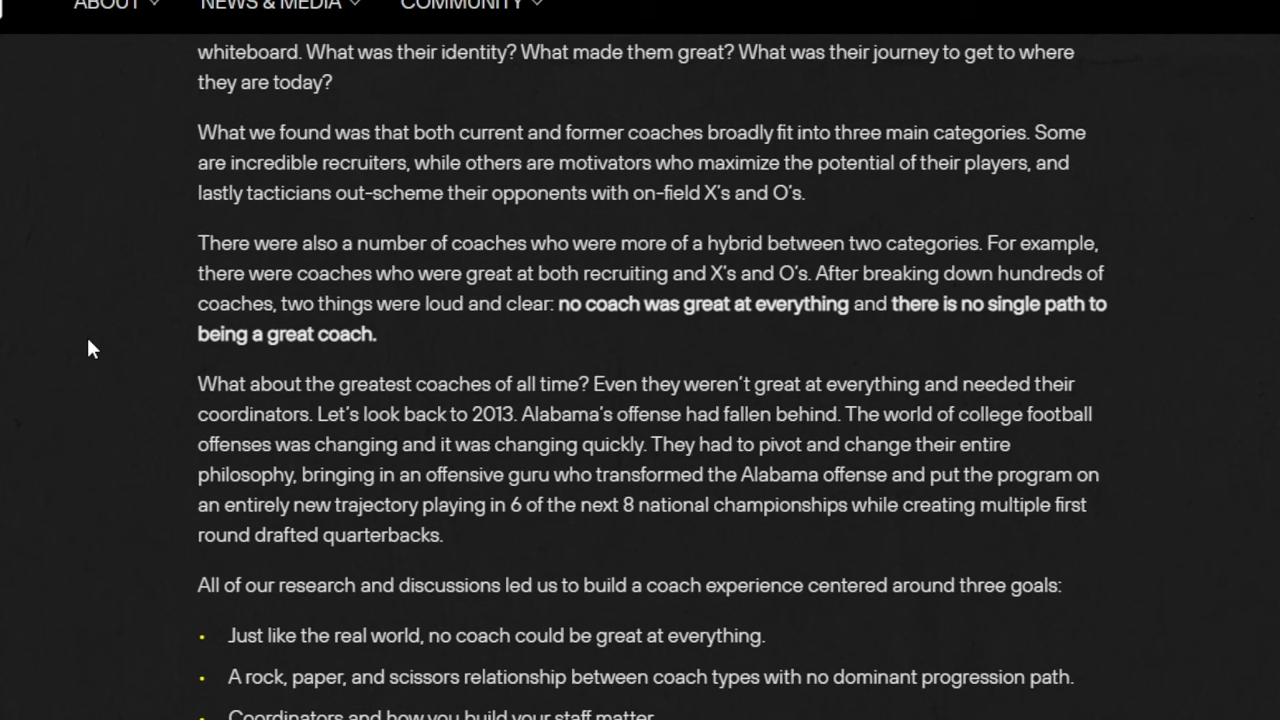 ABOUT NEWS & MEDIA COMMUNITY
whiteboard. What was their identity? What made them great? What was their journey to get to where
they are today?
What we found was that both current and former coaches broadly fit into three main categories. Some
are incredible recruiters, while others are motivators who maximize the potential of their players, and
lastly tacticians out-scheme their opponents with on-field X's and O's.
There were also a number of coaches who were more of a hybrid between two categories. For example,
there were coaches who were great at both recruiting and X's and O's. After breaking down hundreds of
coaches, two things were loud and clear: no coach was great at everything and there is no single path to
being a great coach.
What about the greatest coaches of all time? Even they weren't great at everything and needed their
coordinators. Let's look back to 2013. Alabama's offense had fallen behind. The world of college football
offenses was changing and it was changing quickly. They had to pivot and change their entire
philosophy, bringing in an offensive guru who transformed the Alabama offense and put the program on
an entirely new trajectory playing in 6 of the next 8 national championships while creating multiple first
round drafted quarterbacks.
All of our research and discussions led us to build a coach experience centered around three goals:
• Just like the real world, no coach could be great at everything.
• A rock, paper, and scissors relationship between coach types with no dominant progression path.
• Coordinators and how you build your staff matter.